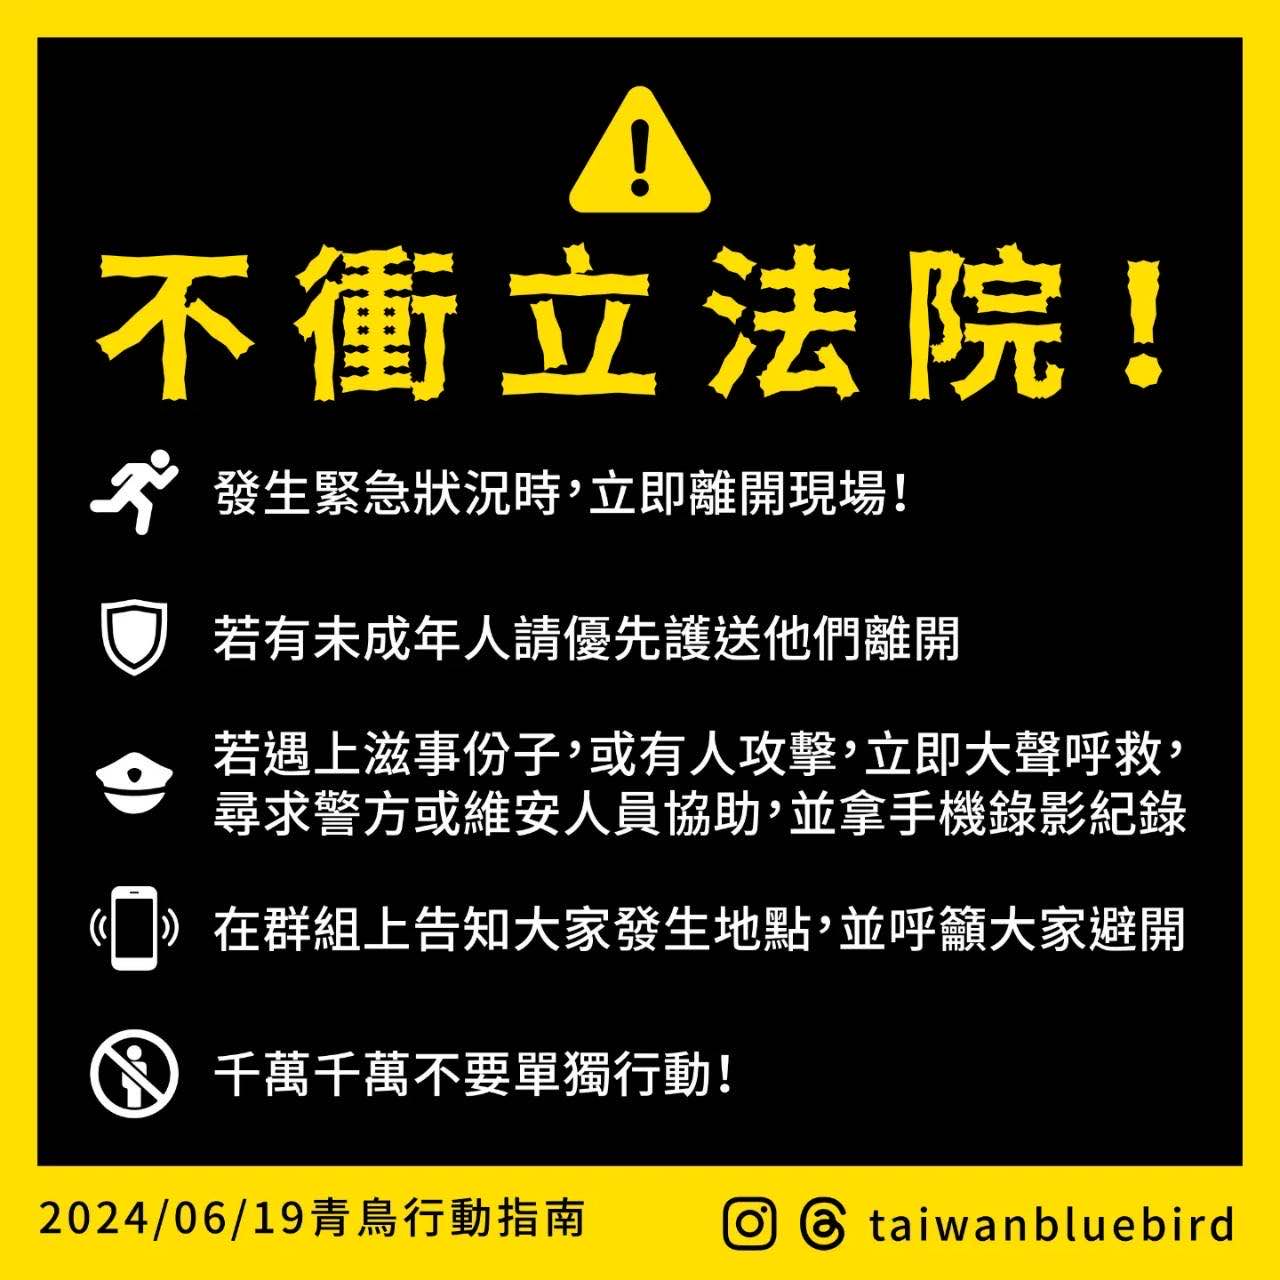 不衝立法院!
發生緊急狀況時,立即離開現場!
若有未成年人請優先護送他們離開
若遇上滋事份子,或有人攻擊,立即大聲呼救,
尋求警方或維安人員協助,並拿手機錄影紀錄
在群組上告知大家發生地點,並呼籲大家避開
千萬千萬不要單獨行動!
2024/06/19青鳥行動指南
taiwanbluebird